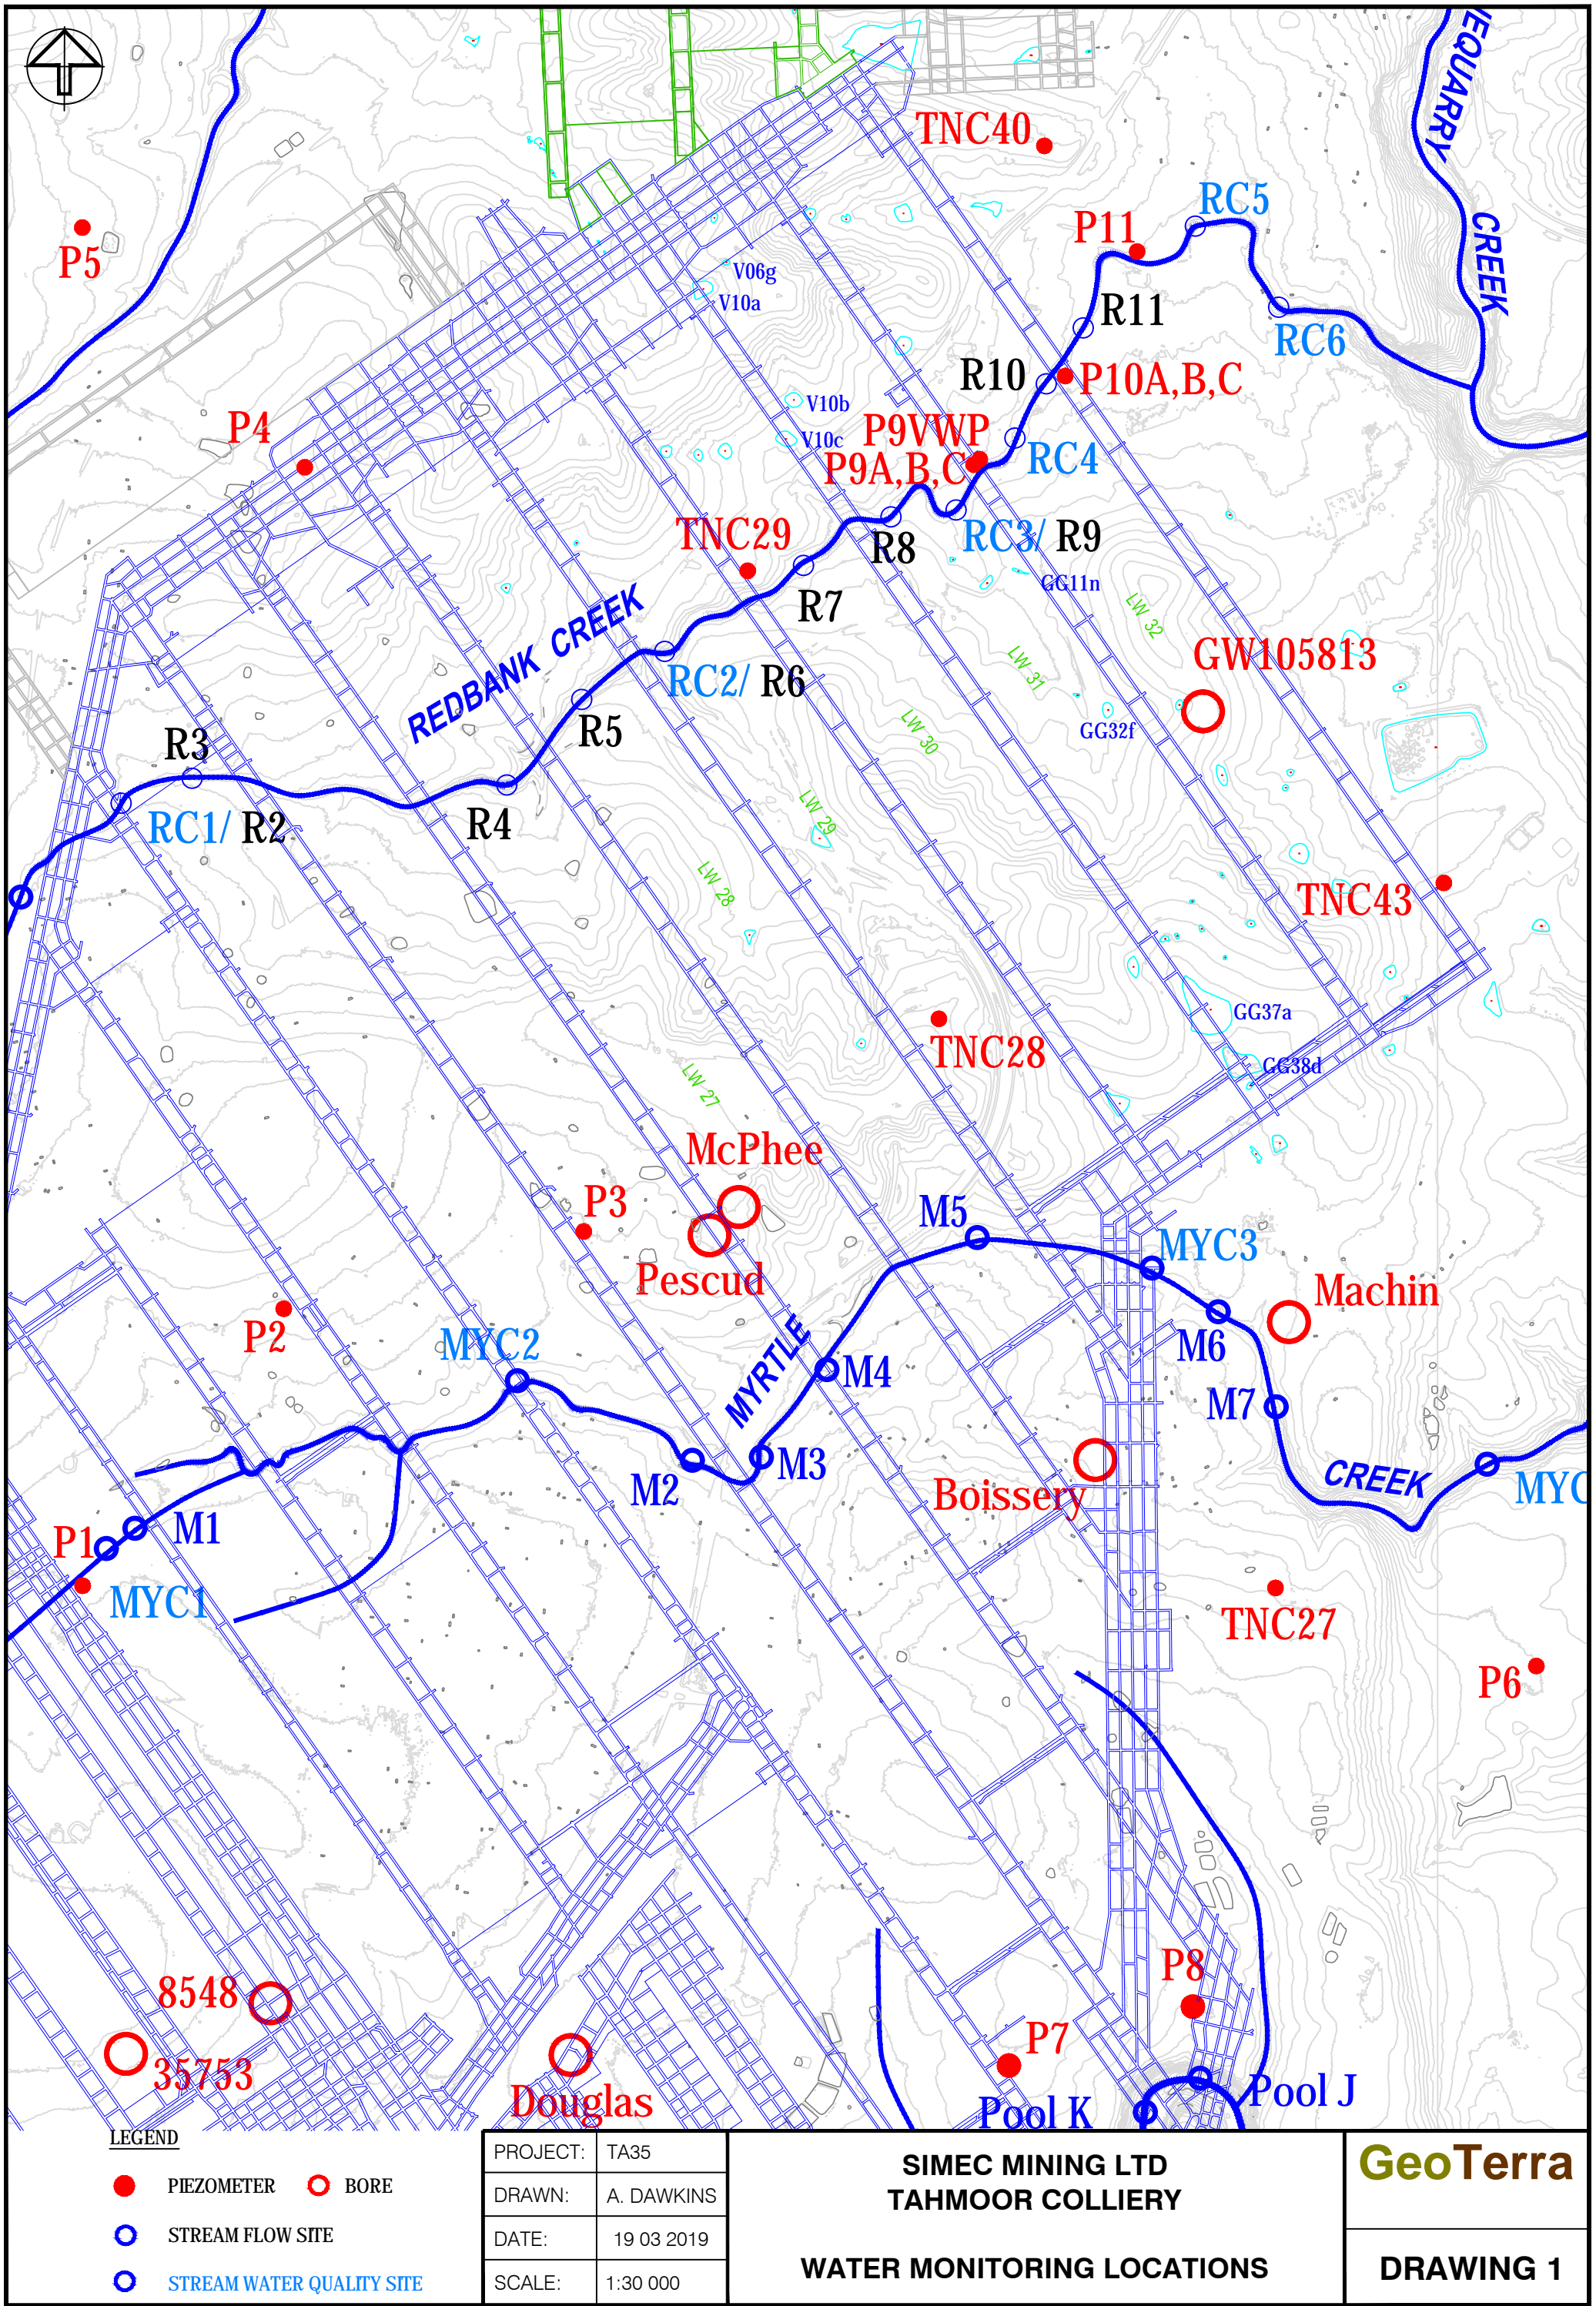 EQUARRY
CREEK
TNC40
RC5
P11
P5
V06g
V10a
R11
RC6
R10
P10A,B,C
V10b
P4
P9VWP
V10c
RC4
P9A,B,C
TNC29
R8
RC3/ R9
GG11n
R7
LW 32
REDBANK CREEK
GW105813
LW 31
RC2/ R6
R5
LW 30
GG32f
R3
RC1/ R2
R4
LW 29
LW 28
TNC43
GG37a
TNC28
GG38d
LW 27
McPhee
P3
M5
MYC3
Pescud
Machin
P2
MYC2
M6
MYRTLE
M4
M7
M2
M3
CREEK
Boissery
MYC
P1
M1
MYC1
TNC27
P6
P8
8548
35753
P7
Douglas
Pool K
Pool J
LEGEND
PIEZOMETER
BORE
STREAM FLOW SITE
STREAM WATER QUALITY SITE
PROJECT: TA35
DRAWN: A. DAWKINS
DATE: 19 03 2019
SCALE: 1:30 000
SIMEC MINING LTD
TAHMOOR COLLIERY
WATER MONITORING LOCATIONS
GeoTerra
DRAWING 1